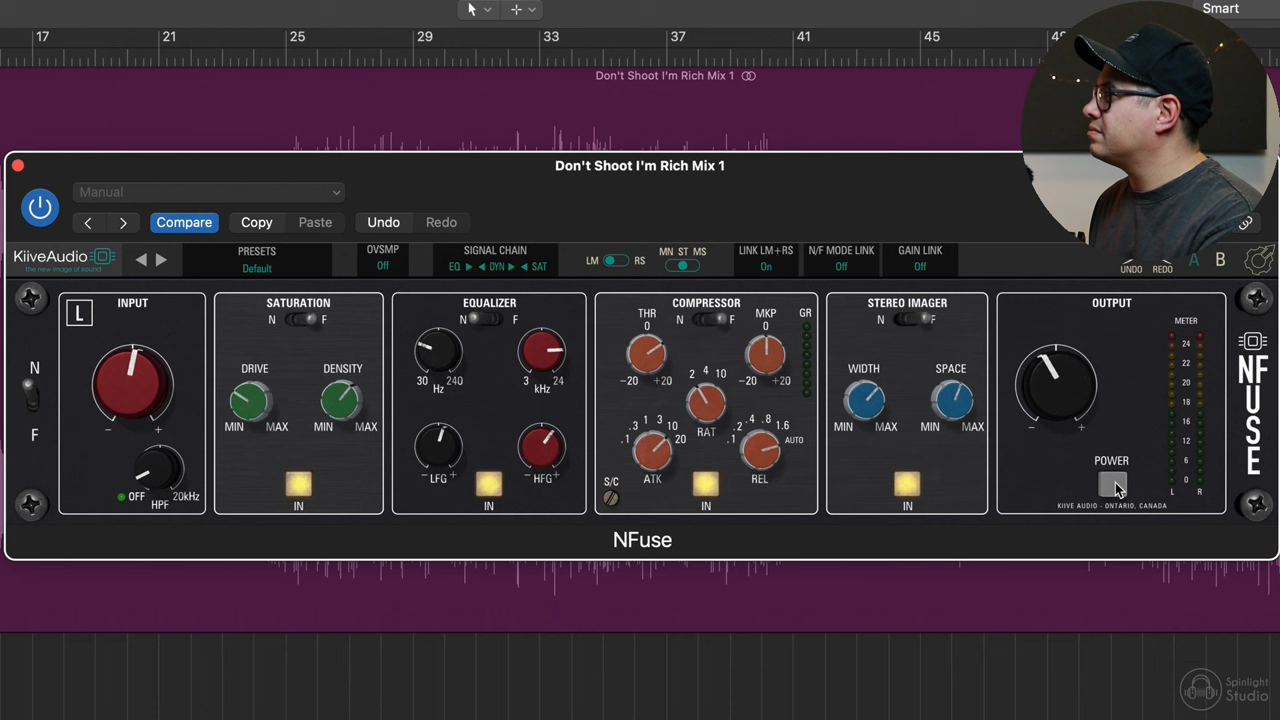 Smart
17 21 25 29 33 37 41 45
Don't Shoot I'm Rich Mix 1
Don't Shoot I'm Rich Mix 1
Manual
Compare Copy Paste Undo Redo
KiiveAudio
the new image of sound
PRESETS
Default
OVSMP
Off
SIGNAL CHAIN
EQ DYN SAT
LM RS
MN ST MS
LINK LM+RS
On
N/F MODE LINK
Off
GAIN LINK
Off
UNDO REDO A B
N
F
INPUT
L
- +
OFF 20kHz
HPF
SATURATION
N F
DRIVE DENSITY
MIN MAX MIN MAX
IN
EQUALIZER
N F
30 240 3 24
Hz kHz
- LFG + - HFG +
IN
COMPRESSOR
N F
THR MKP GR
0 0
-20 +20 -20 +20
2 4 10
RAT
.1 .3 1 3 10 20
ATK
.1 .2 .4 .8 1.6 AUTO
REL
S/C
IN
STEREO IMAGER
N F
WIDTH SPACE
MIN MAX MIN MAX
IN
OUTPUT
- +
METER
24
22
20
18
16
12
6
0
L R
POWER
KIIVE AUDIO - ONTARIO, CANADA
NFUSE
NFuse
Spinlight
Studio